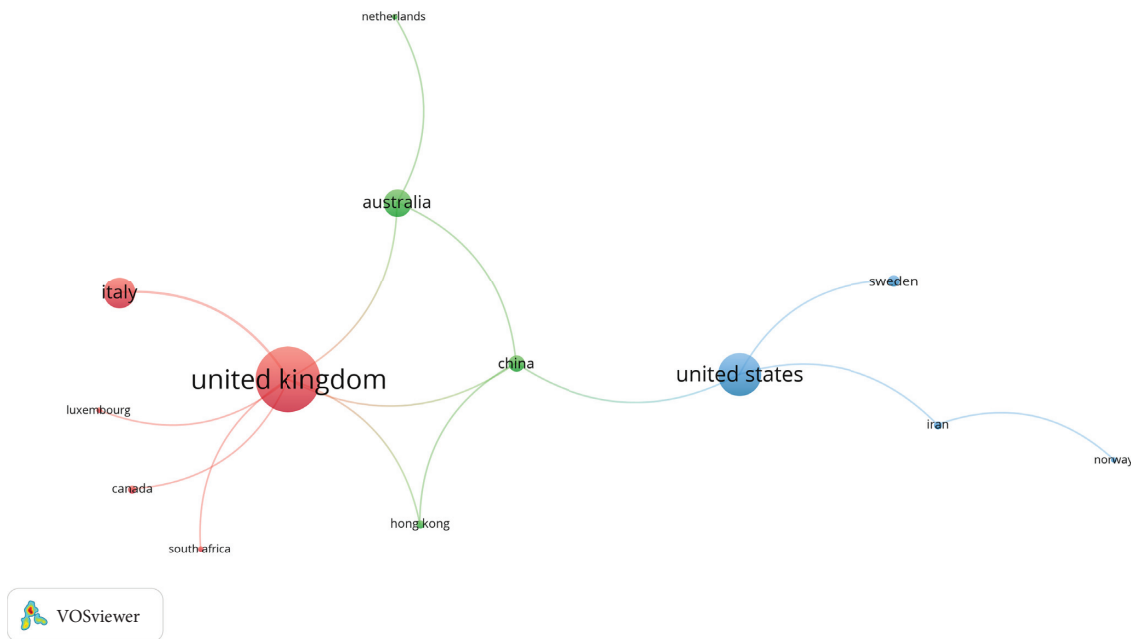 netherlands
australia
sweden
italy
china
united states
united kingdom
luxembourg
iran
norway
canada
hong kong
south africa
VOSviewer